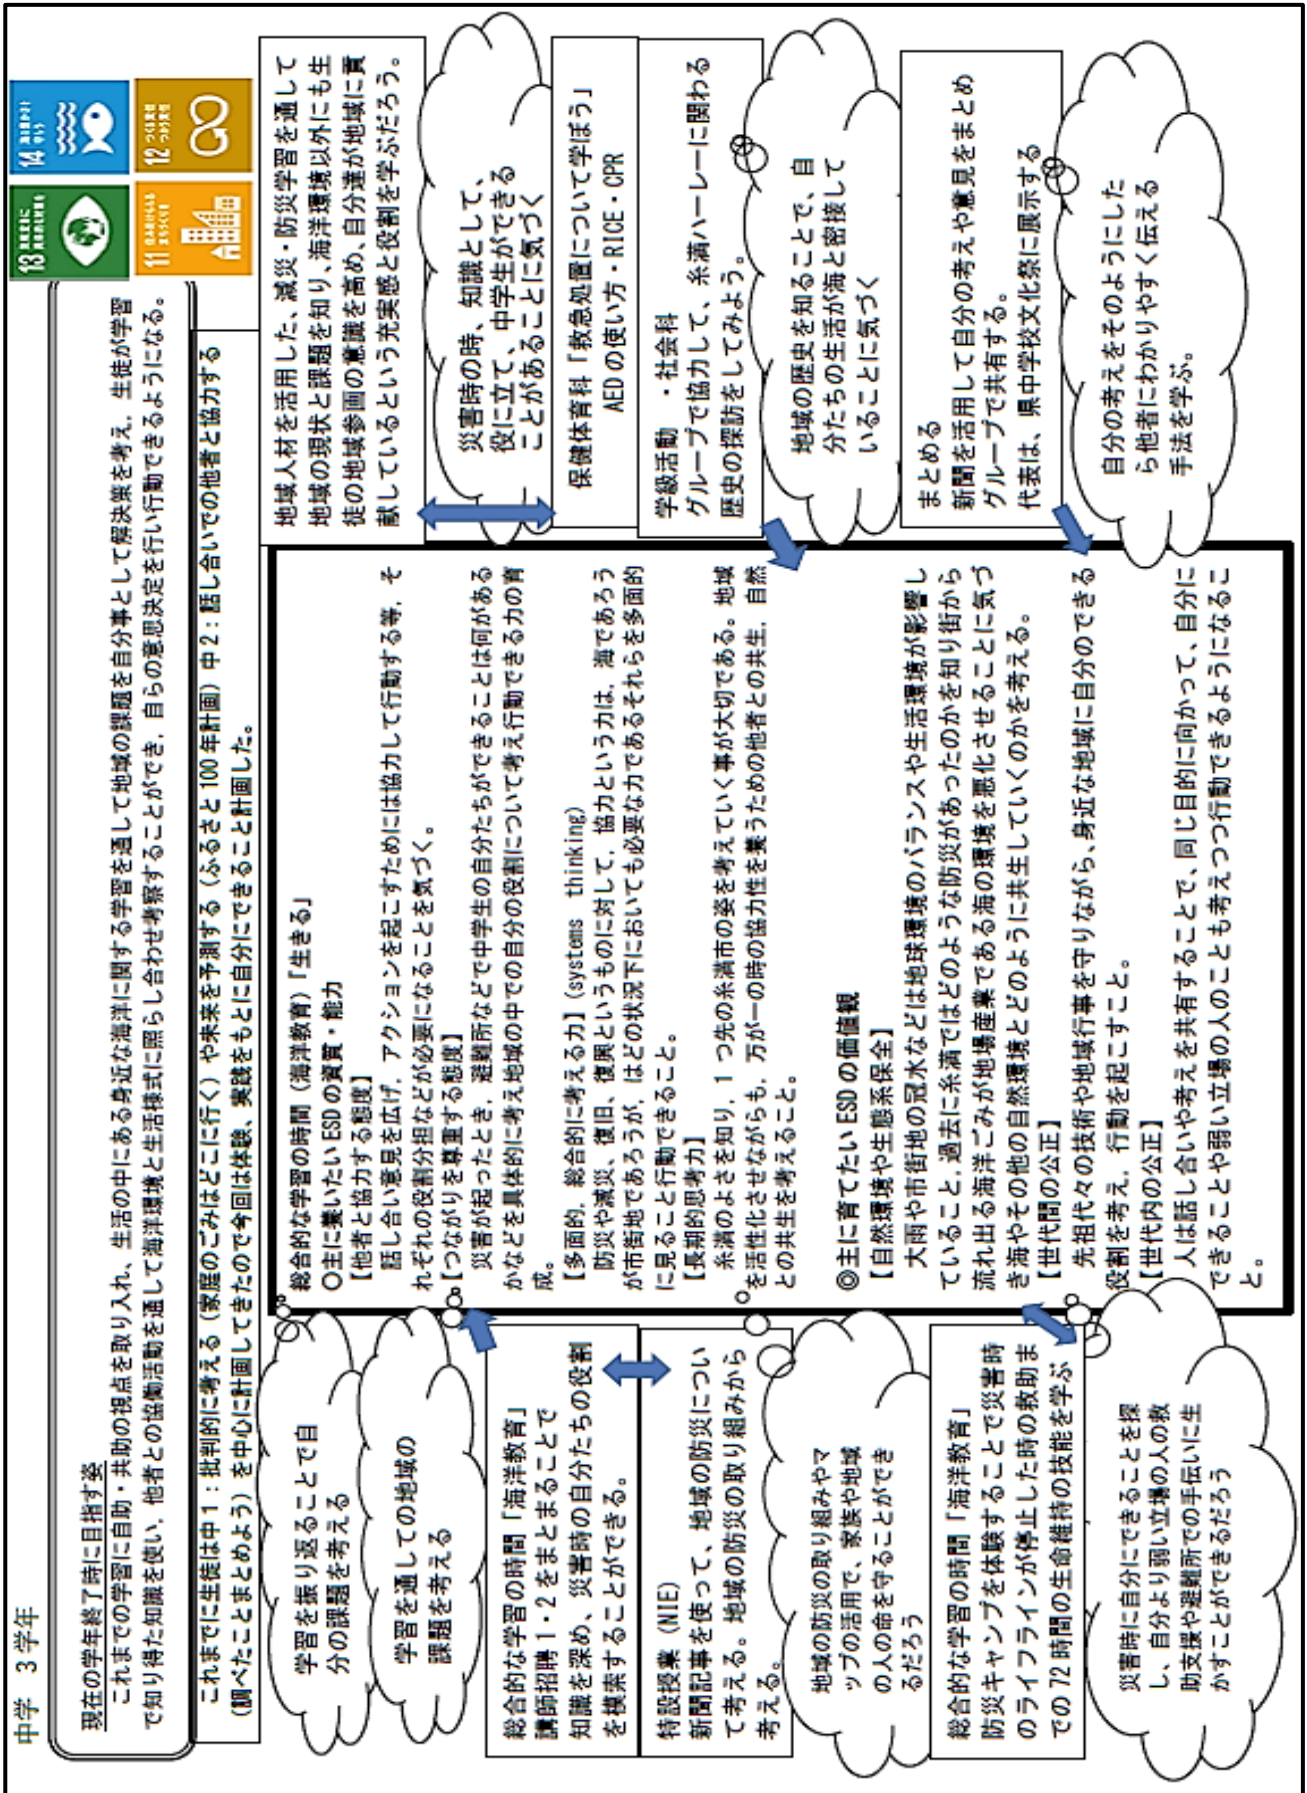 中学 3学年
現在の学年終了時に目指す姿
これまでの学習に自助・共助の視点を取り入れ、生活の中にある身近な海洋に関する学習を通して地域の課題を自分事として解決策を考え、生徒が学習
で知り得た知識を使い、他者との協働活動を通して海洋環境と生活様式に照らし合わせ考察することができ、自らの意思決定を行い行動できるようになる。
13
14
11
12
これまでに生徒は中1:批判的に考える(家庭のごみはどこに行く)や未来を予測する(ふるさと100年計画)中2:話し合いでの他者と協力する
(調べたことまとめよう)を中心に計画してきたので今回は体験、実践をもとに自分にできること計画した。
学習を振り返ることで自
分の課題を考える
学習を通しての地域の
課題を考える
総合的な学習の時間「海洋教育」
講師招聘1・2をまとまることで
知識を深め、災害時の自分たちの役割
を模索することができる。
特設授業(NIE)
新聞記事を使って、地域の防災につい
て考える。地域の防災の取り組みから
考える。
地域の防災の取り組みやマ
ップの活用で、家族や地域
の人の命を守ることができ
るだろう
総合的な学習の時間「海洋教育」
防災キャンプを体験することで災害時
のライフラインが停止した時の救助ま
での72時間の生命維持の技能を学ぶ
災害時に自分にできることを探
し、自分より弱い立場の人の救
助支援や避難所での手伝いに生
かすことができるだろう
総合的な学習の時間(海洋教育)「生きる」
○主に養いたいESDの資質・能力
【他者と協力する態度】
話し合い意見を広げ、アクションを起こすためには協力して行動する等、そ
れぞれの役割分担などが必要になることを気づく。
【つながりを尊重する態度】
災害が起ったとき、避難所などで中学生の自分たちができることは何がある
かなどを具体的に考え地域の中での自分の役割について考え行動できる力の育
成。
【多面的、総合的に考える力】(systems thinking)
防災や減災、復旧、復興というものに対して、協力という力は、海であろう
が市街地であろうが、はどの状況下においても必要な力であるそれらを多面的
に見ること行動できること。
【長期的思考力】
糸満のよさを知り、1つ先の糸満市の姿を考えていく事が大切である。地域
を活性化させながらも、万が一の時の協力性を養うための他者との共生、自然
との共生を考えること。
◎主に育てたいESDの価値観
【自然環境や生態系保全】
大雨や市街地の冠水などは地球環境のバランスや生活環境が影響し
ていること、過去に糸満ではどのような防災があったのかを知り街から
流れ出る海洋ごみが地場産業である海の環境を悪化させることに気づ
き海やその他の自然環境とどのように共生していくのかを考える。
【世代間の公正】
先祖代々の技術や地域行事を守りながら、身近な地域に自分のできる
役割を考え、行動を起こすこと。
【世代内の公正】
人は話し合いや考えを共有することで、同じ目的に向かって、自分に
できることや弱い立場の人のことも考えつつ行動できるようになるこ
と。
地域人材を活用した、減災・防災学習を通して
地域の現状と課題を知り、海洋環境以外にも生
徒の地域参画の意識を高め、自分達が地域に貢
献しているという充実感と役割を学ぶだろう。
災害時の時、知識として、
役に立て、中学生ができる
ことがあることに気づく
保健体育科「救急処置について学ぼう」
AEDの使い方・RICE・CPR
学級活動 ・社会科
グループで協力して、糸満ハーレーに関わる
歴史の探訪をしてみよう。
地域の歴史を知ることで、自
分たちの生活が海と密接して
いることに気づく
まとめる
新聞を活用して自分の考えや意見をまとめ
グループで共有する。
代表は、県中学校文化祭に展示する
自分の考えをそのようにした
ら他者にわかりやすく伝える
手法を学ぶ。